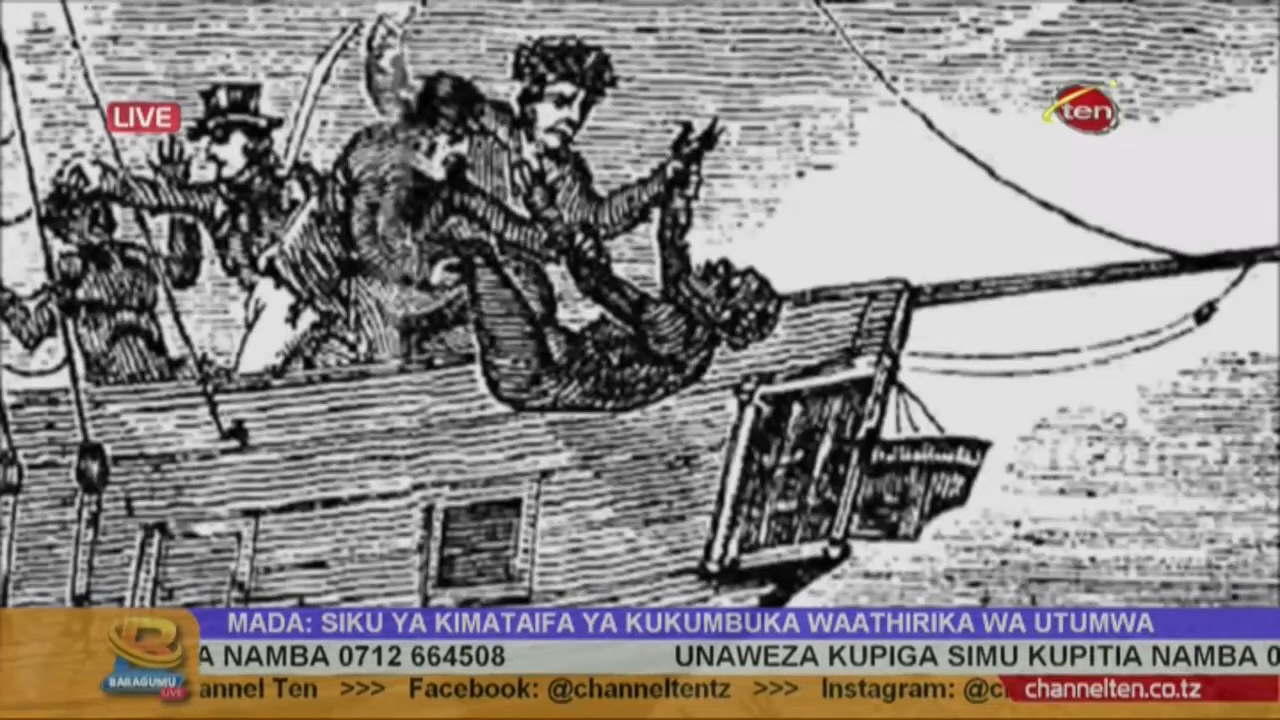 LIVE
ten
MADA: SIKU YA KIMATAIFA YA KUKUMBUKA WAATHIRIKA WA UTUMWA
A NAMBA 0712 664508 UNAWEZA KUPIGA SIMU KUPITIA NAMBA 0
BARAGUMU
LIVE
annel Ten >>> Facebook: @channeltentz >>> Instagram: @c
channelten.co.tz